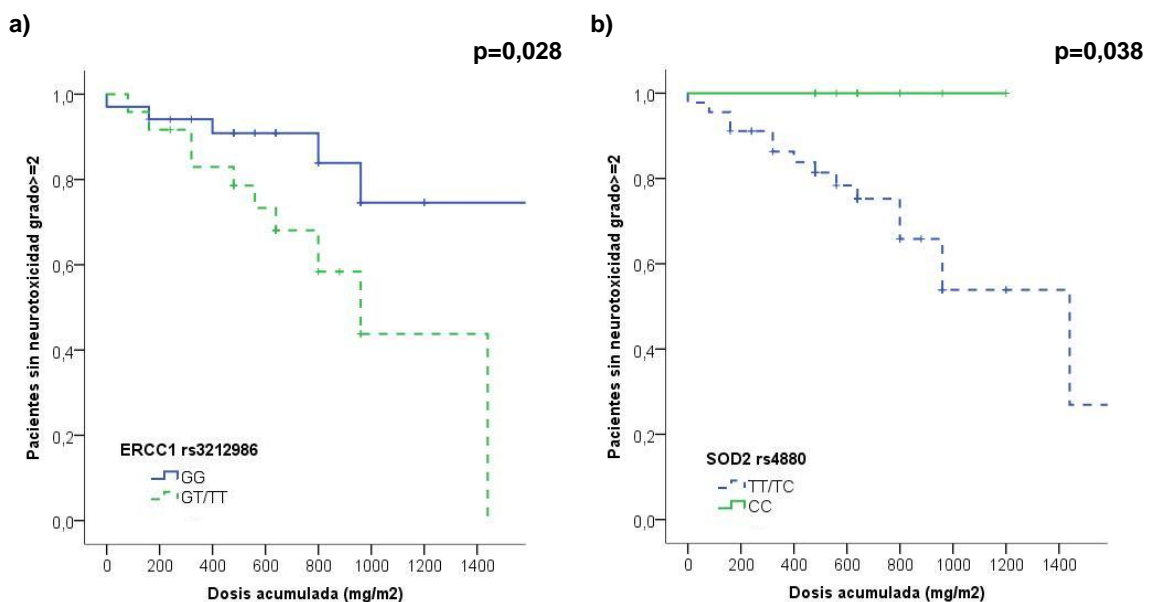 a)
p=0,028
Pacientes sin neurotoxicidad grado>=2
1,0
0,8
0,6
0,4
0,2
0,0
ERCC1 rs3212986
GG
GT/TT
0 200 400 600 800 1000 1200 1400
Dosis acumulada (mg/m2)
b)
p=0,038
Pacientes sin neurotoxicidad grado>=2
1,0
0,8
0,6
0,4
0,2
0,0
SOD2 rs4880
TT/TC
CC
0 200 400 600 800 1000 1200 1400
Dosis acumulada (mg/m2)